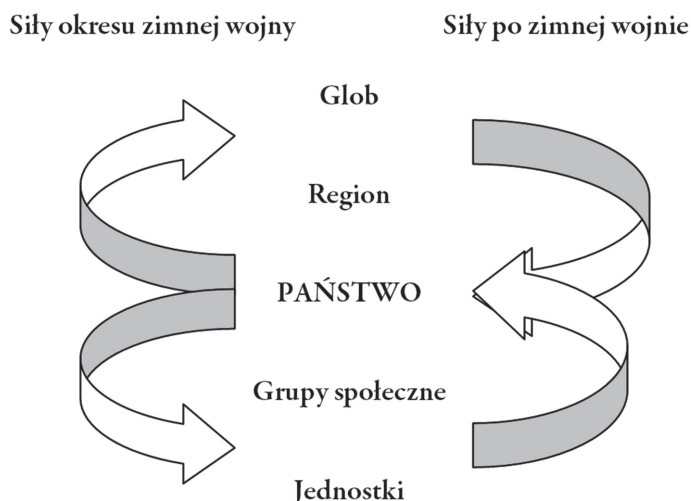 Siły okresu zimnej wojny
Siły po zimnej wojnie
Glob
Region
PAŃSTWO
Grupy społeczne
Jednostki